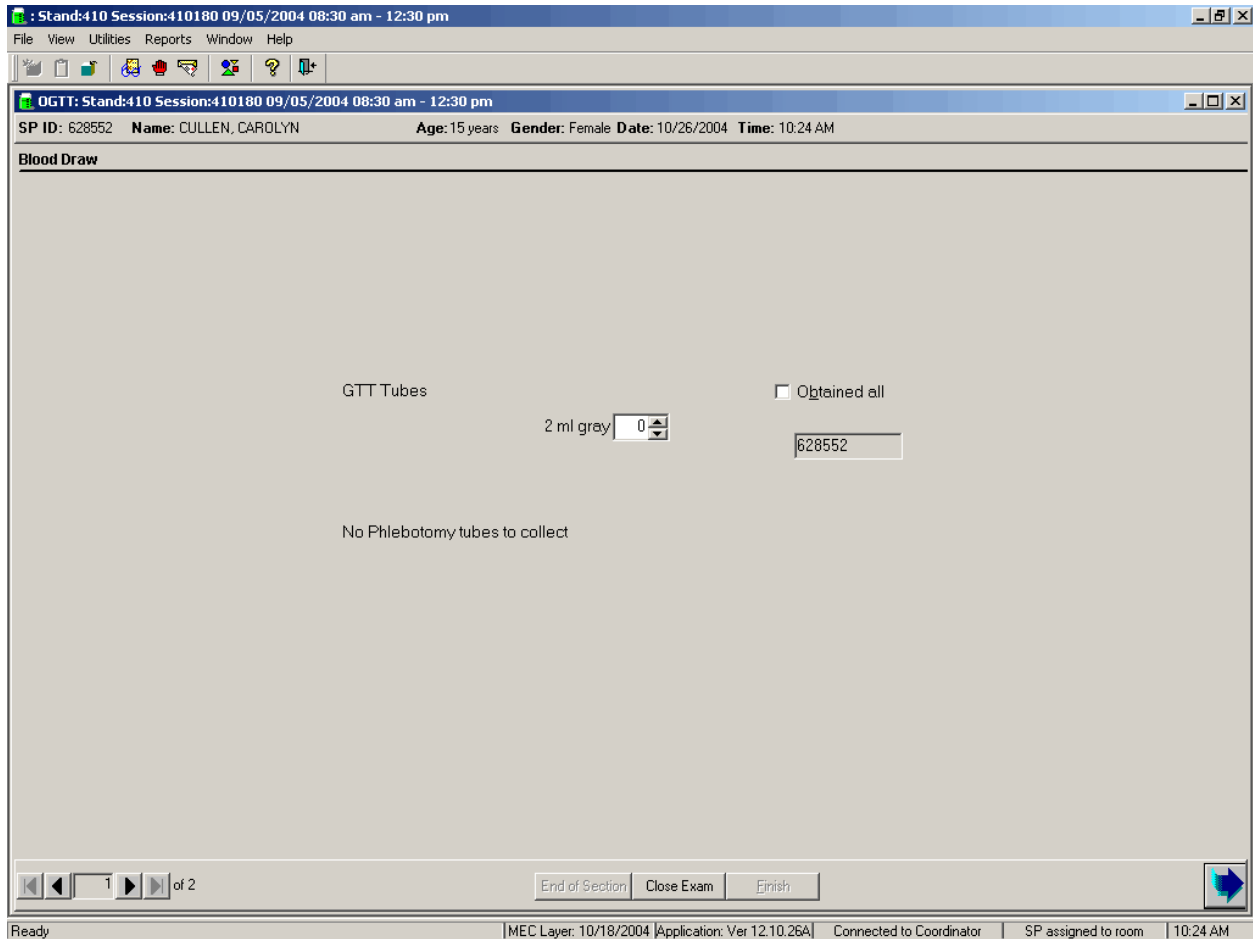 : Stand:410 Session:410180 09/05/2004 08:30 am - 12:30 pm
File View Utilities Reports Window Help
OGTT: Stand:410 Session:410180 09/05/2004 08:30 am - 12:30 pm
SP ID: 628552 Name: CULLEN, CAROLYN Age: 15 years Gender: Female Date: 10/26/2004 Time: 10:24 AM
Blood Draw
GTT Tubes Obtained all
2 ml gray 0
628552
No Phlebotomy tubes to collect
1 of 2 End of Section Close Exam Finish
Ready MEC Layer: 10/18/2004 Application: Ver 12.10.26A Connected to Coordinator SP assigned to room 10:24 AM